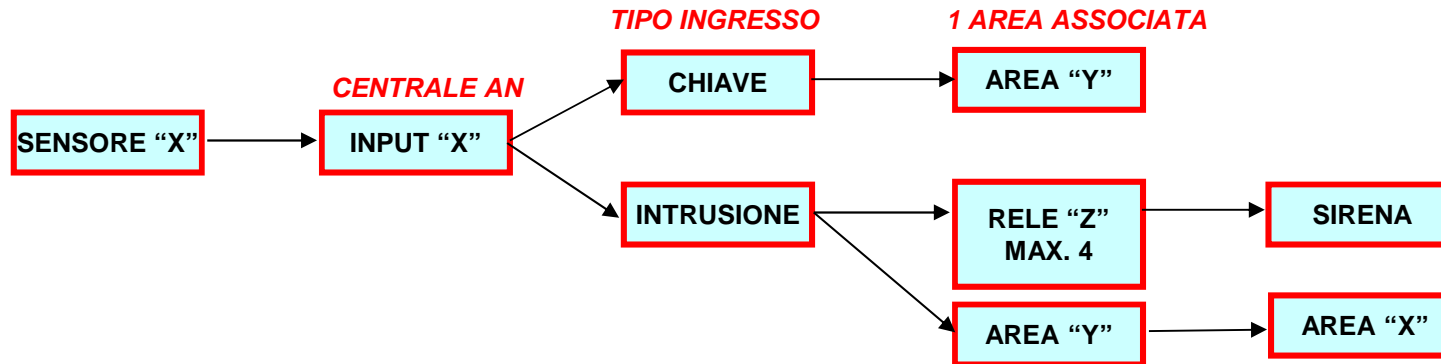 TIPO INGRESSO
1 AREA ASSOCIATA
CENTRALE AN
CHIAVE
AREA “Y”
SENSORE “X”
INPUT “X”
INTRUSIONE
RELE “Z”
MAX. 4
SIRENA
AREA “Y”
AREA “X”